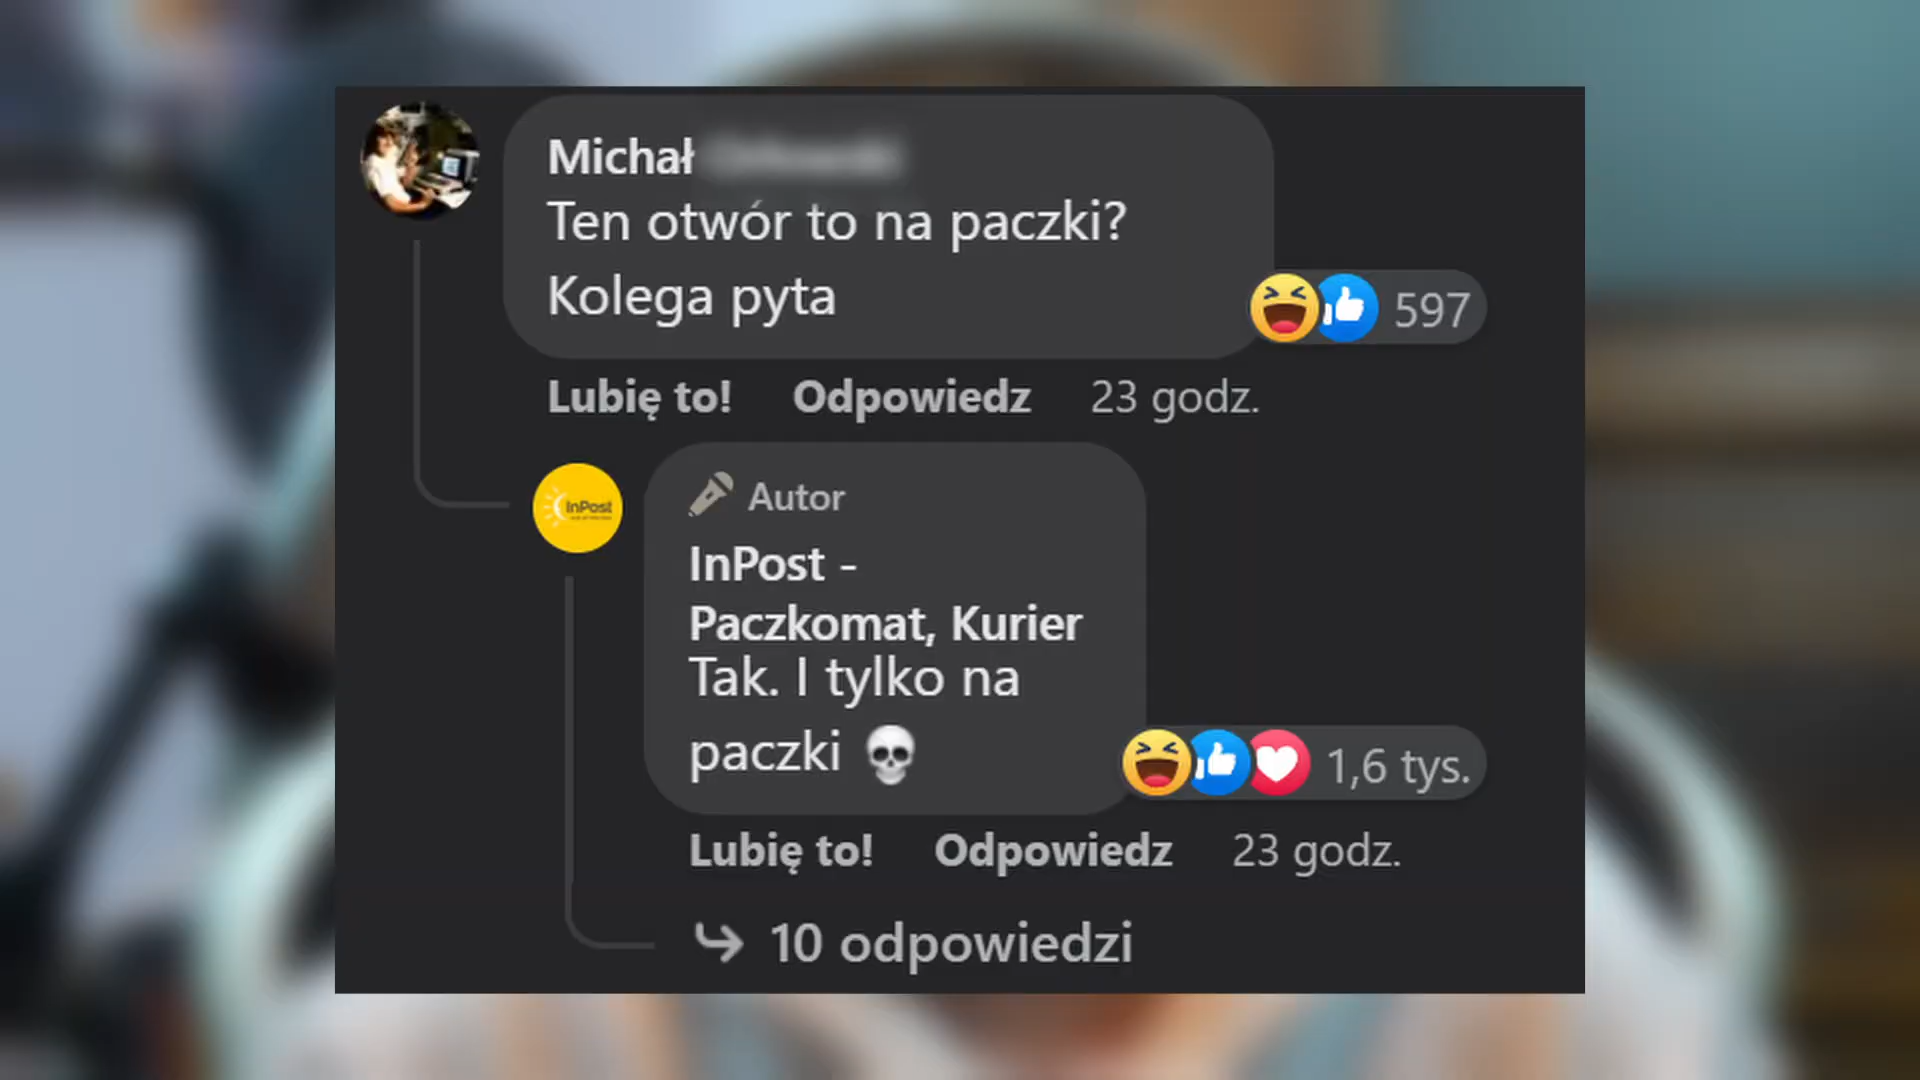 Michał
Ten otwór to na paczki?
Kolega pyta
597
Lubię to! Odpowiedz 23 godz.
InPost
Autor
InPost -
Paczkomat, Kurier
Tak. I tylko na
paczki 💀
1,6 tys.
Lubię to! Odpowiedz 23 godz.
10 odpowiedzi